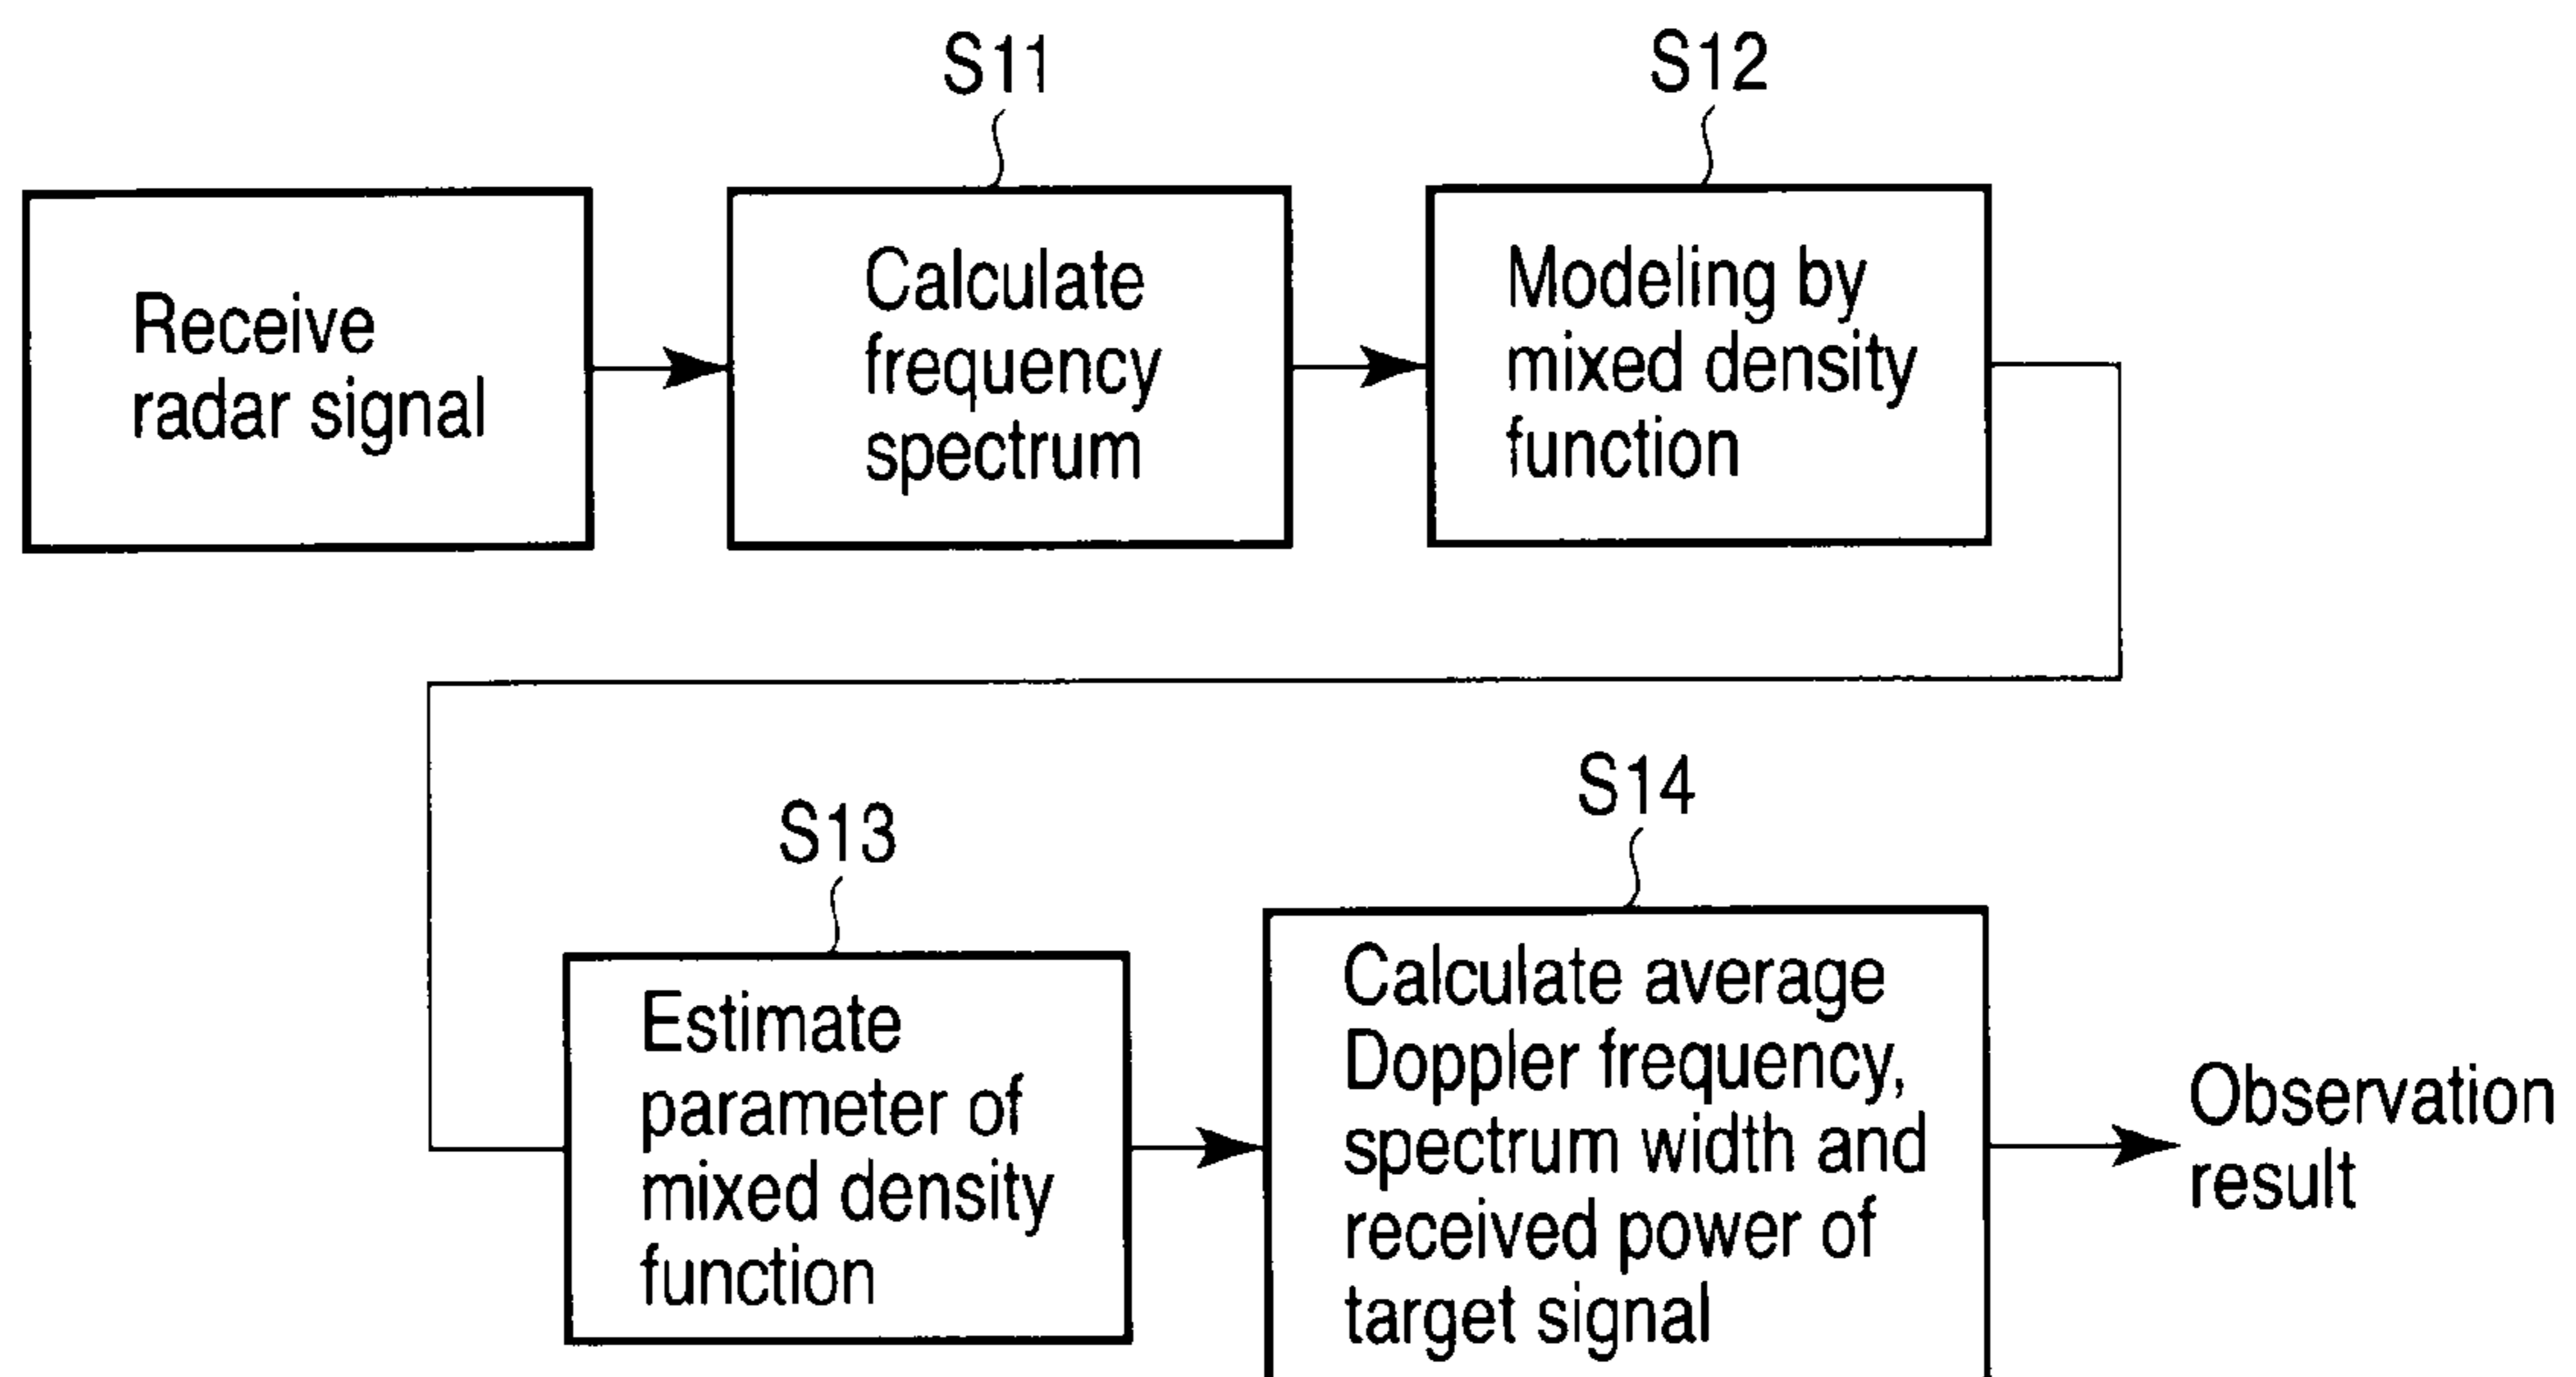 S11
S12
Receive
radar signal
Calculate
frequency
spectrum
Modeling by
mixed density
function
S13
S14
Estimate
parameter of
mixed density
function
Calculate average
Doppler frequency,
spectrum width and
received power of
target signal
Observation
result